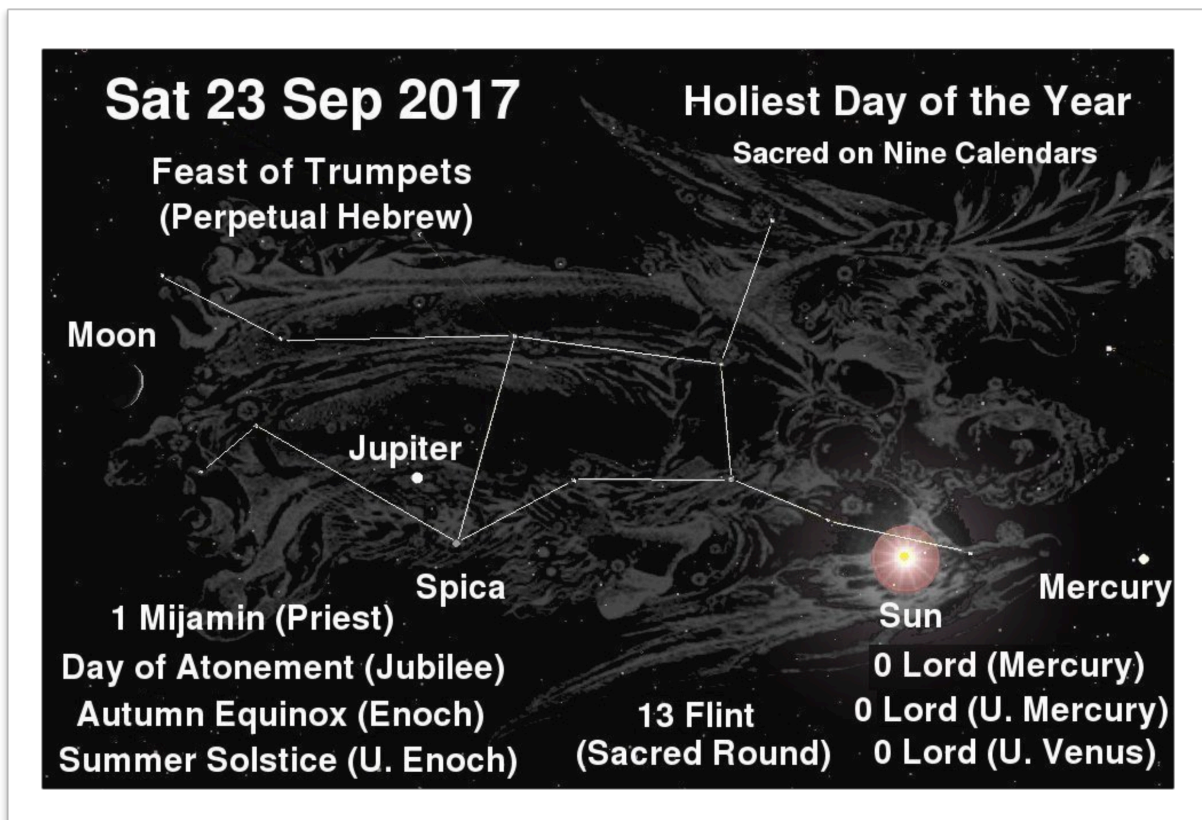 Sat 23 Sep 2017
Holiest Day of the Year
Sacred on Nine Calendars
Feast of Trumpets
(Perpetual Hebrew)
Moon
Jupiter
Spica
Mercury
Sun
1 Mijamin (Priest)
Day of Atonement (Jubilee)
Autumn Equinox (Enoch)
Summer Solstice (U. Enoch)
13 Flint
(Sacred Round)
0 Lord (Mercury)
0 Lord (U. Mercury)
0 Lord (U. Venus)